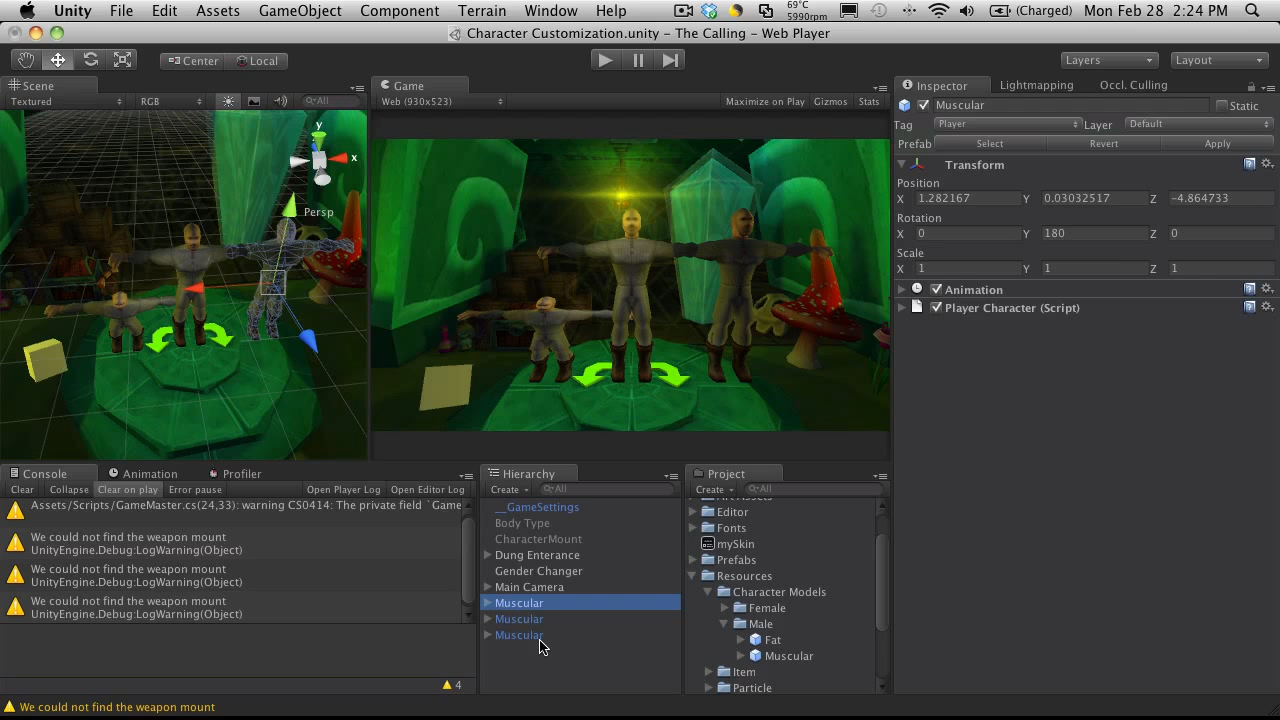 Unity File Edit Assets GameObject Component Terrain Window Help 69°C 5990rpm (Charged) Mon Feb 28 2:24 PM
Character Customization.unity – The Calling – Web Player
Center Local Layers Layout
Scene
Textured RGB All
y
x
Persp
Game
Web (930x523) Maximize on Play Gizmos Stats
Inspector Lightmapping Occl. Culling
Muscular Static
Tag Player Layer Default
Prefab Select Revert Apply
Transform
Position
X 1.282167 Y 0.03032517 Z -4.864733
Rotation
X 0 Y 180 Z 0
Scale
X 1 Y 1 Z 1
Animation
Player Character (Script)
Console Animation Profiler
Clear Collapse Clear on play Error pause Open Player Log Open Editor Log
Assets/Scripts/GameMaster.cs(24,33): warning CS0414: The private field `Game
We could not find the weapon mount
UnityEngine.Debug:LogWarning(Object)
We could not find the weapon mount
UnityEngine.Debug:LogWarning(Object)
We could not find the weapon mount
UnityEngine.Debug:LogWarning(Object)
4
Hierarchy
Create All
__GameSettings
Body Type
CharacterMount
Dung Enterance
Gender Changer
Main Camera
Muscular
Muscular
Muscular
Project
Create All
Editor
Fonts
mySkin
Prefabs
Resources
Character Models
Female
Male
Fat
Muscular
Item
Particle
We could not find the weapon mount